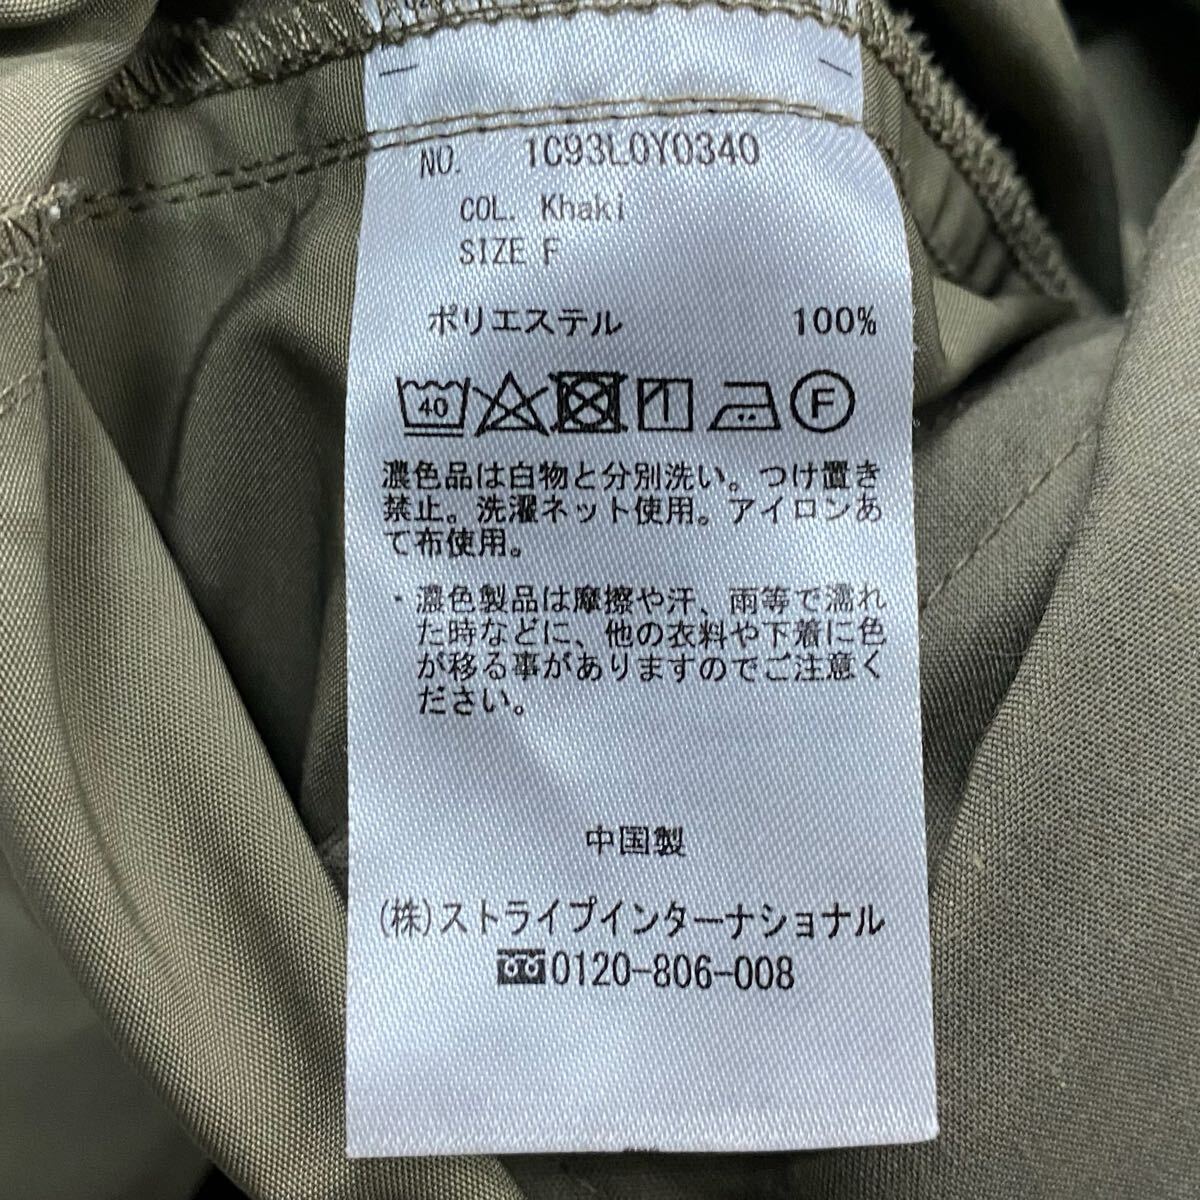 NO. 1C93L0Y0340
COL. Khaki
SIZE F
ポリエステル 100%
40 F
濃色品は白物と分別洗い。つけ置き
禁止。洗濯ネット使用。アイロンあ
て布使用。
・濃色製品は摩擦や汗、雨等で濡れ
た時などに、他の衣料や下着に色
が移る事がありますのでご注意く
ださい。
中国製
(株)ストライプインターナショナル
0120-806-008